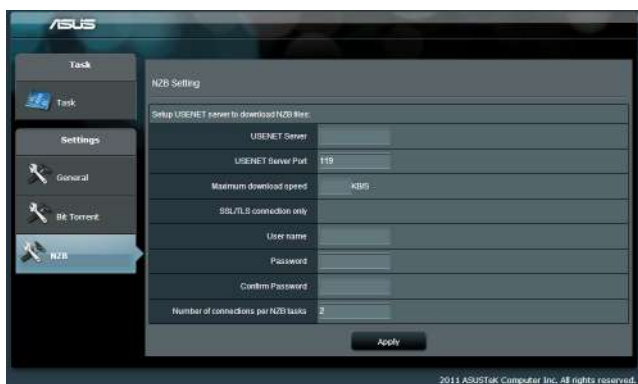 ASUS
Task
Task
Settings
General
Bit Torrent
NZB
NZB Setting
Setup USENET server to download NZB files:
USENET Server
USENET Server Port 119
Maximum download speed KB/S
SSL/TLS connection only
User name
Password
Confirm Password
Number of connections per NZB tasks 2
Apply
2011 ASUSTeK Computer Inc. All rights reserved.